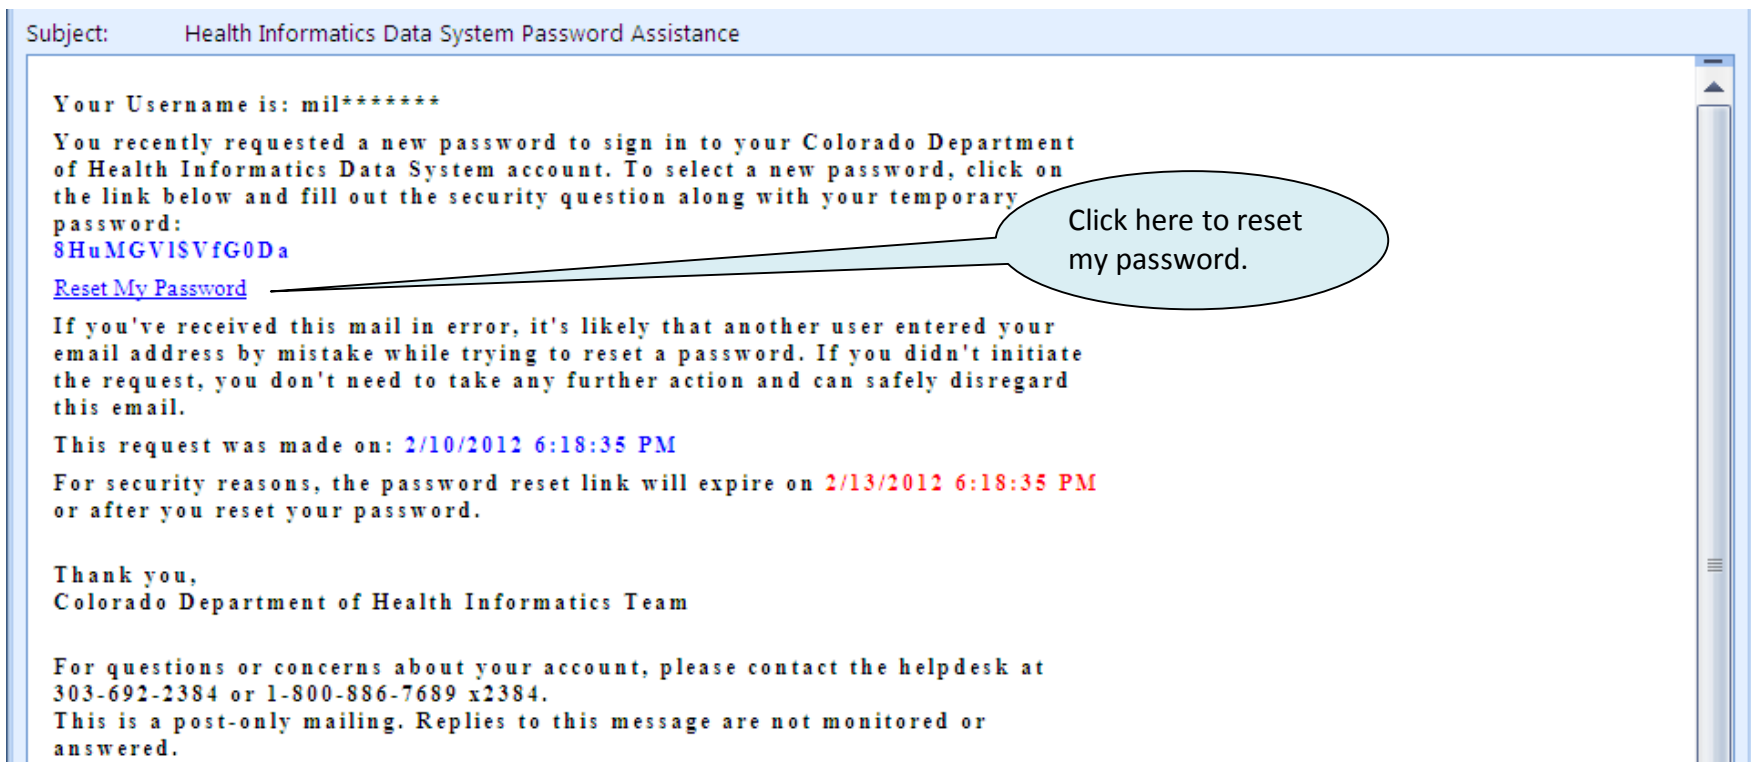 Subject: Health Informatics Data System Password Assistance
Your Username is: mil*******
You recently requested a new password to sign in to your Colorado Department
of Health Informatics Data System account. To select a new password, click on
the link below and fill out the security question along with your temporary
password:
8HuMGVl$VfG0Da
Click here to reset
my password.
Reset My Password
If you've received this mail in error, it's likely that another user entered your
email address by mistake while trying to reset a password. If you didn't initiate
the request, you don't need to take any further action and can safely disregard
this email.
This request was made on: 2/10/2012 6:18:35 PM
For security reasons, the password reset link will expire on 2/13/2012 6:18:35 PM
or after you reset your password.
Thank you,
Colorado Department of Health Informatics Team
For questions or concerns about your account, please contact the helpdesk at
303-692-2384 or 1-800-886-7689 x2384.
This is a post-only mailing. Replies to this message are not monitored or
answered.